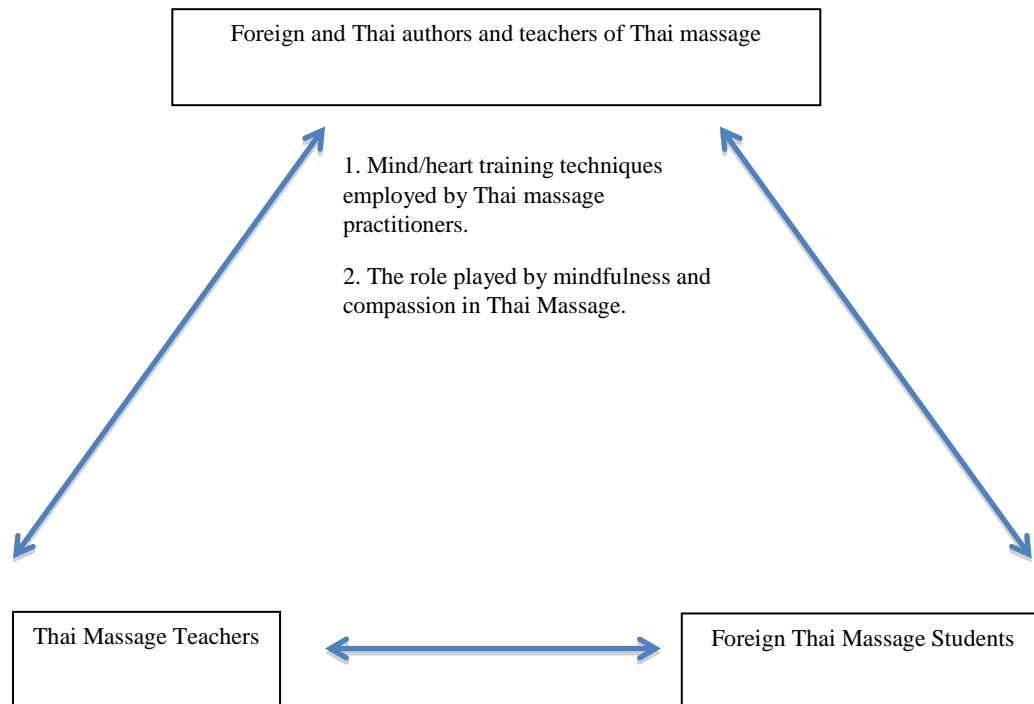 Foreign and Thai authors and teachers of Thai massage
1. Mind/heart training techniques
employed by Thai massage
practitioners.
2. The role played by mindfulness and
compassion in Thai Massage.
Thai Massage Teachers
Foreign Thai Massage Students